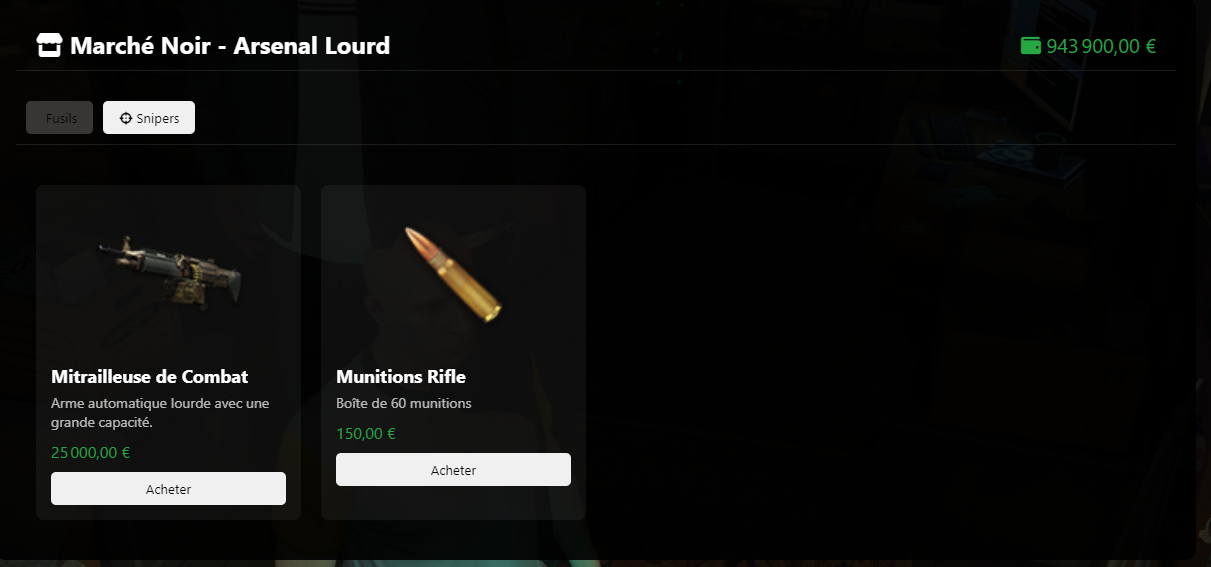 Marché Noir - Arsenal Lourd
943 900,00 €
Fusils
Snipers
Mitrailleuse de Combat
Arme automatique lourde avec une
grande capacité.
25 000,00 €
Acheter
Munitions Rifle
Boîte de 60 munitions
150,00 €
Acheter